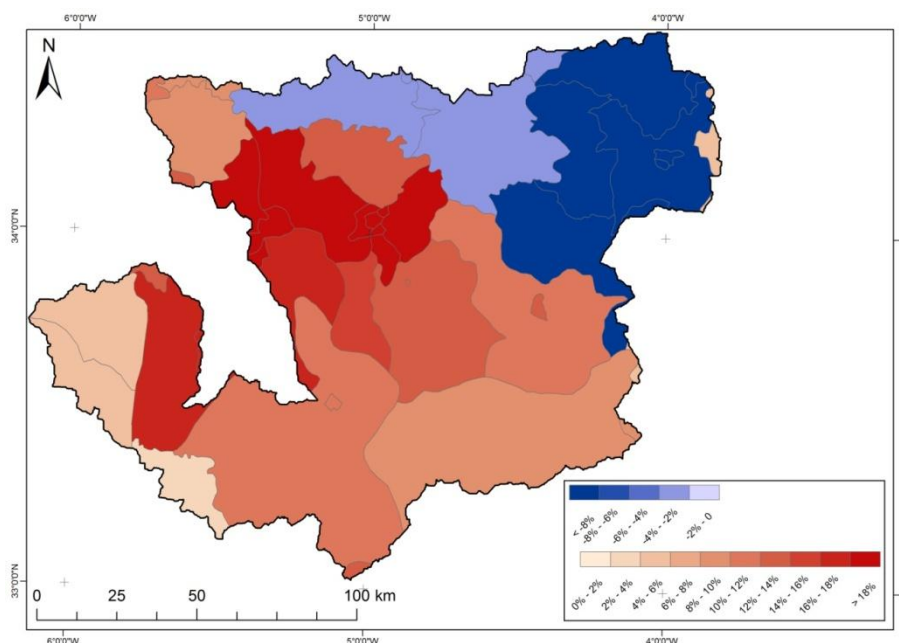 6°0'0"W 5°0'0"W 4°0'0"W
N
34°0'0"N
33°0'0"N
< -8%
-8% - -6%
-6% - -4%
-4% - -2%
-2% - 0
0% - 2%
2% - 4%
4% - 6%
6% - 8%
8% - 10%
10% - 12%
12% - 14%
14% - 16%
16% - 18%
> 18%
0 25 50 100 km
6°0'0"W 5°0'0"W 4°0'0"W